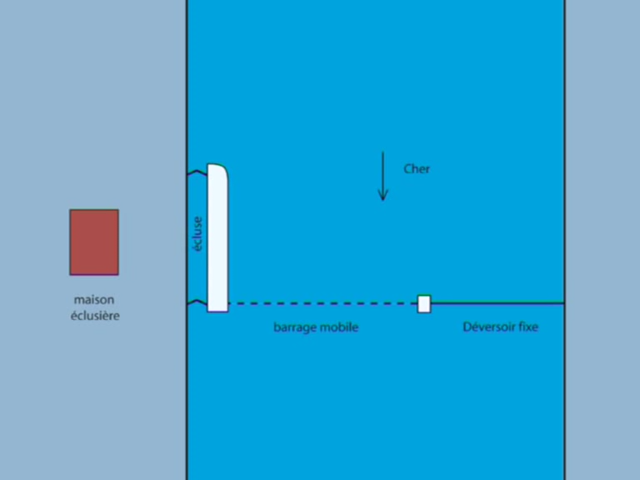 Cher
écluse
maison
éclusière
barrage mobile
Déversoir fixe